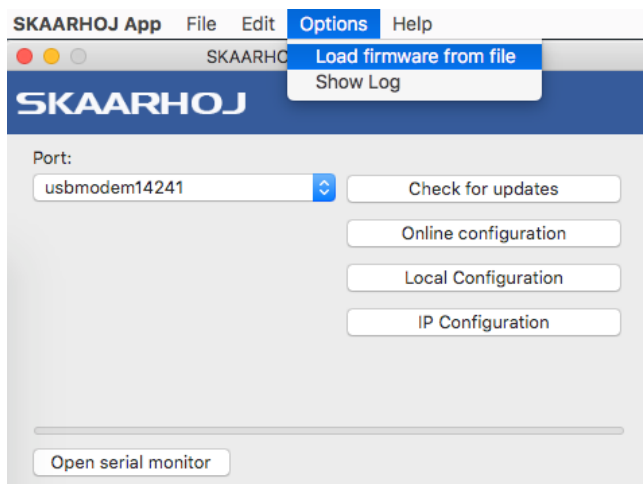 SKAARHOJ App File Edit Options Help
SKAARHO
Load firmware from file
Show Log
SKAARHOJ
Port:
usbmodem14241
Check for updates
Online configuration
Local Configuration
IP Configuration
Open serial monitor